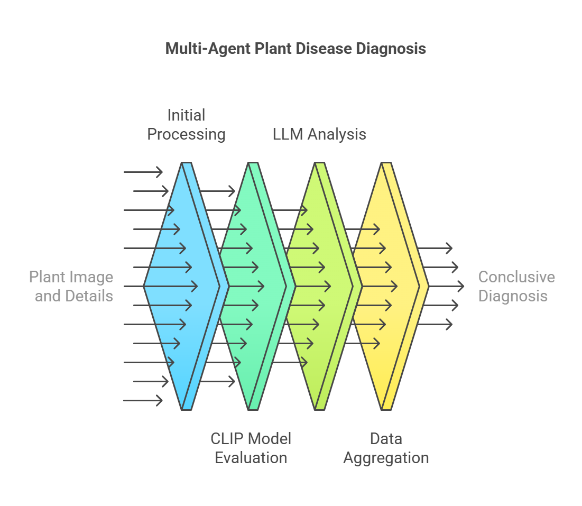 Multi-Agent Plant Disease Diagnosis
Initial
Processing
LLM Analysis
Plant Image
and Details
Conclusive
Diagnosis
CLIP Model
Evaluation
Data
Aggregation